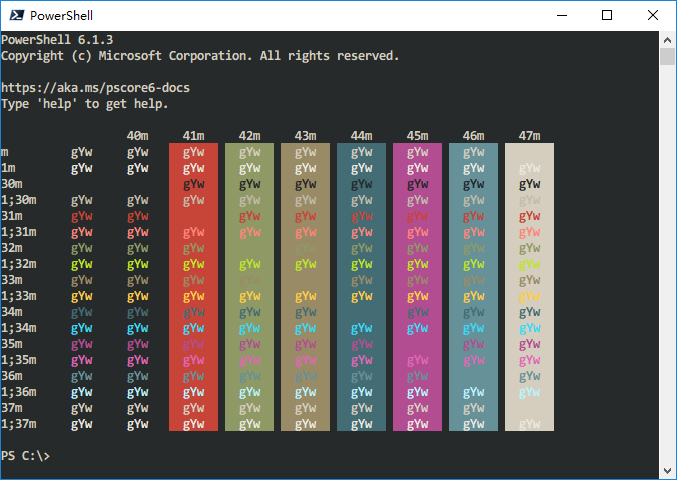 PowerShell
PowerShell 6.1.3
Copyright (c) Microsoft Corporation. All rights reserved.
https://aka.ms/pscore6-docs
Type 'help' to get help.
40m 41m 42m 43m 44m 45m 46m 47m
m gYw gYw gYw gYw gYw gYw gYw gYw
1m gYw gYw gYw gYw gYw gYw gYw gYw gYw
30m gYw gYw gYw gYw gYw gYw gYw
1;30m gYw gYw gYw gYw gYw gYw gYw gYw gYw
31m gYw gYw gYw gYw gYw gYw gYw gYw
1;31m gYw gYw gYw gYw gYw gYw gYw gYw gYw
32m gYw gYw gYw gYw gYw gYw gYw gYw
1;32m gYw gYw gYw gYw gYw gYw gYw gYw gYw
33m gYw gYw gYw gYw gYw gYw gYw gYw
1;33m gYw gYw gYw gYw gYw gYw gYw gYw gYw
34m gYw gYw gYw gYw gYw gYw gYw gYw
1;34m gYw gYw gYw gYw gYw gYw gYw gYw gYw
35m gYw gYw gYw gYw gYw gYw gYw gYw
1;35m gYw gYw gYw gYw gYw gYw gYw gYw gYw
36m gYw gYw gYw gYw gYw gYw gYw gYw
1;36m gYw gYw gYw gYw gYw gYw gYw gYw gYw
37m gYw gYw gYw gYw gYw gYw gYw gYw
1;37m gYw gYw gYw gYw gYw gYw gYw gYw gYw
PS C:\>